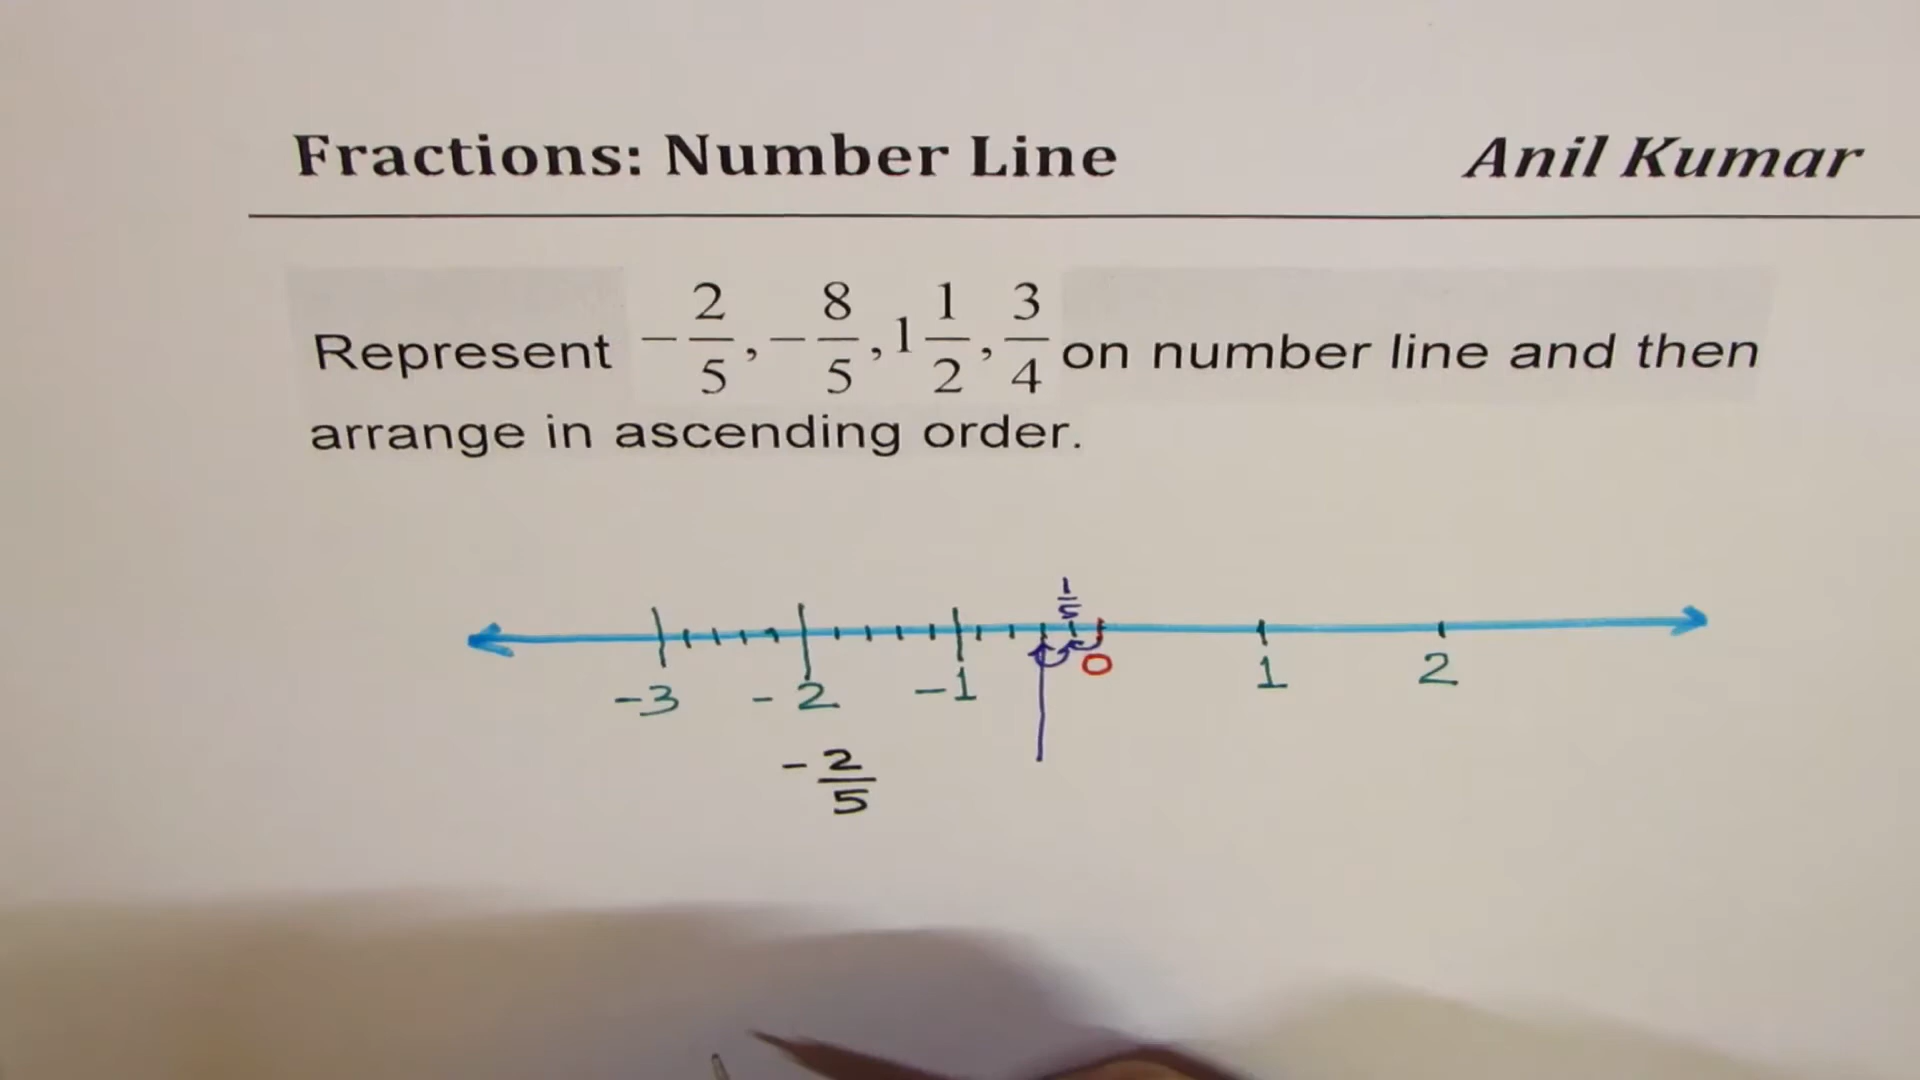 Fractions: Number Line Anil Kumar
Represent -2/5, -8/5, 1 1/2, 3/4 on number line and then
arrange in ascending order.
1/5
-3 -2 -1 0 1 2
-2/5